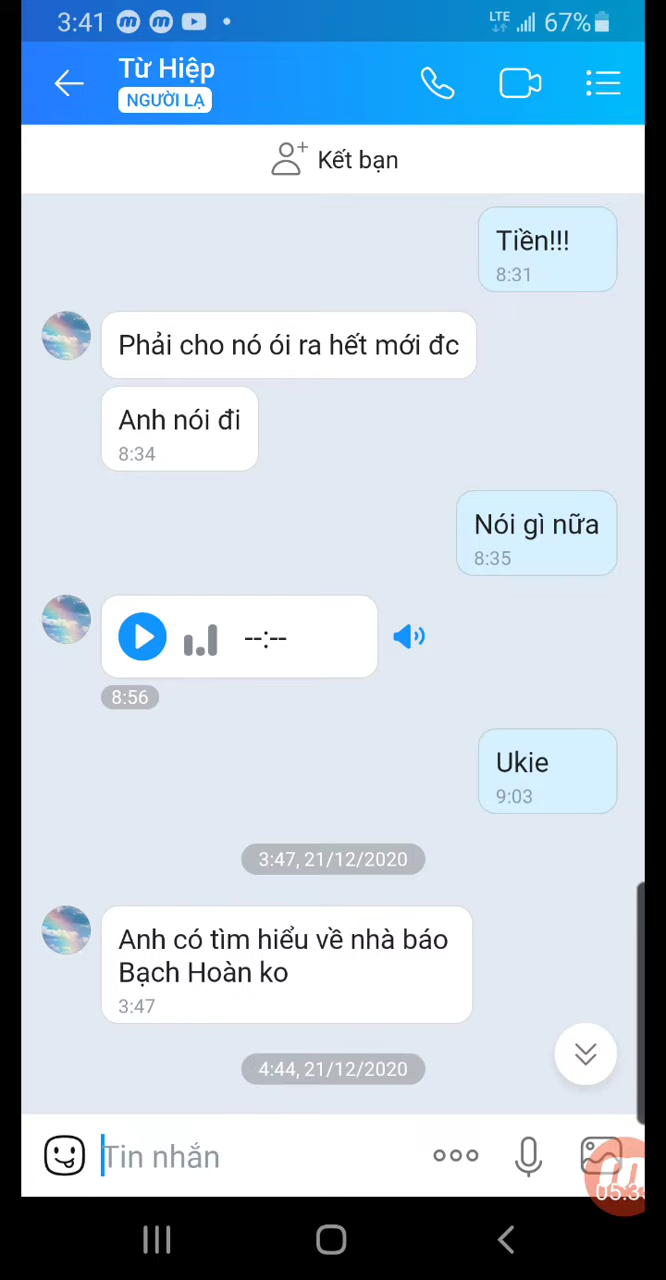 3:41
LTE
67%
Từ Hiệp
NGƯỜI LẠ
Kết bạn
Tiền!!!
8:31
Phải cho nó ói ra hết mới đc
Anh nói đi
8:34
Nói gì nữa
8:35
--:--
8:56
Ukie
9:03
3:47, 21/12/2020
Anh có tìm hiểu về nhà báo
Bạch Hoàn ko
3:47
4:44, 21/12/2020
Tin nhắn